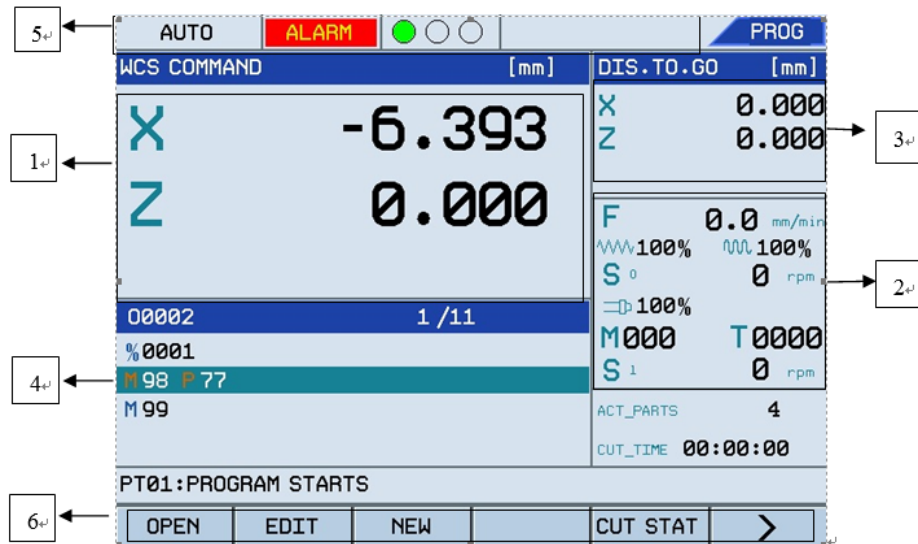 5
AUTO ALARM PROG
WCS COMMAND [mm] DIS.TO.GO [mm]
X -6.393 X 0.000
Z 0.000
3
1
Z 0.000
F 0.0 mm/min
100% 100%
S 0 0 rpm
2
100%
O0002 1/11
M000 T0000
%0001
4
M98 P77
S 1 0 rpm
M99
ACT_PARTS 4
CUT_TIME 00:00:00
PT01:PROGRAM STARTS
6
OPEN EDIT NEW CUT STAT >